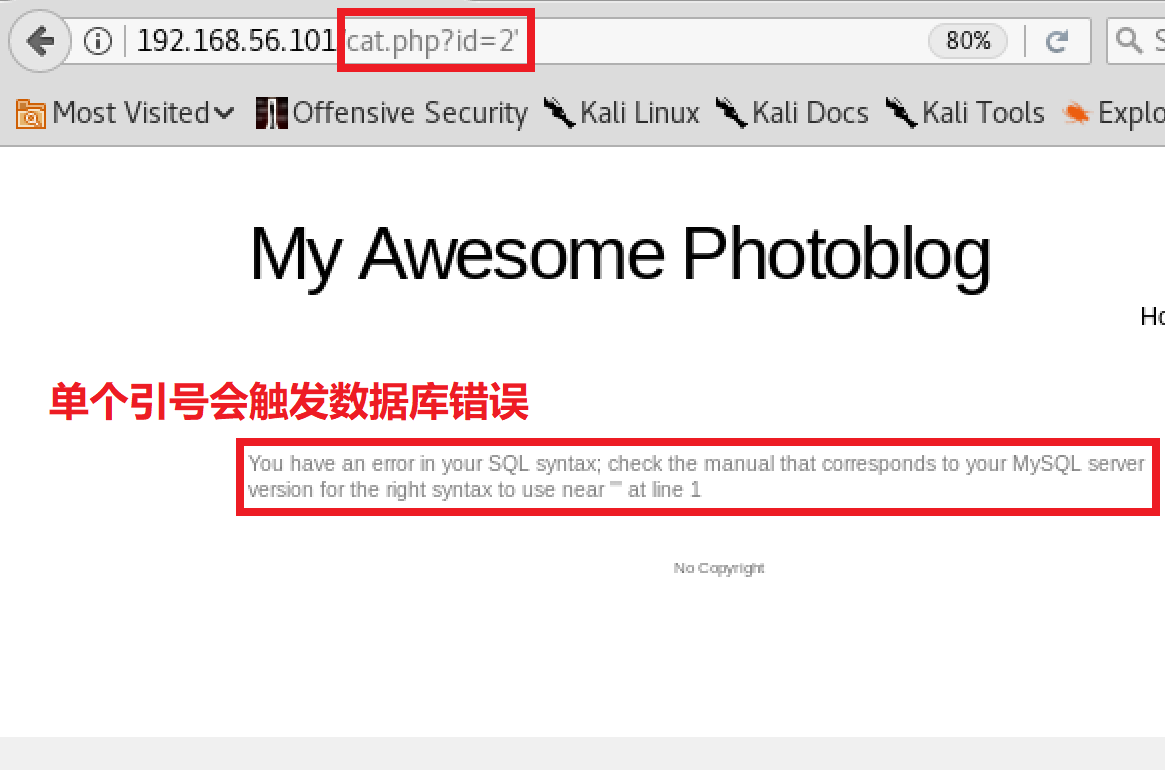 192.168.56.101/cat.php?id=2'
80%
Most Visited
Offensive Security
Kali Linux
Kali Docs
Kali Tools
My Awesome Photoblog
单个引号会触发数据库错误
You have an error in your SQL syntax; check the manual that corresponds to your MySQL server
version for the right syntax to use near ''' at line 1
No Copyright